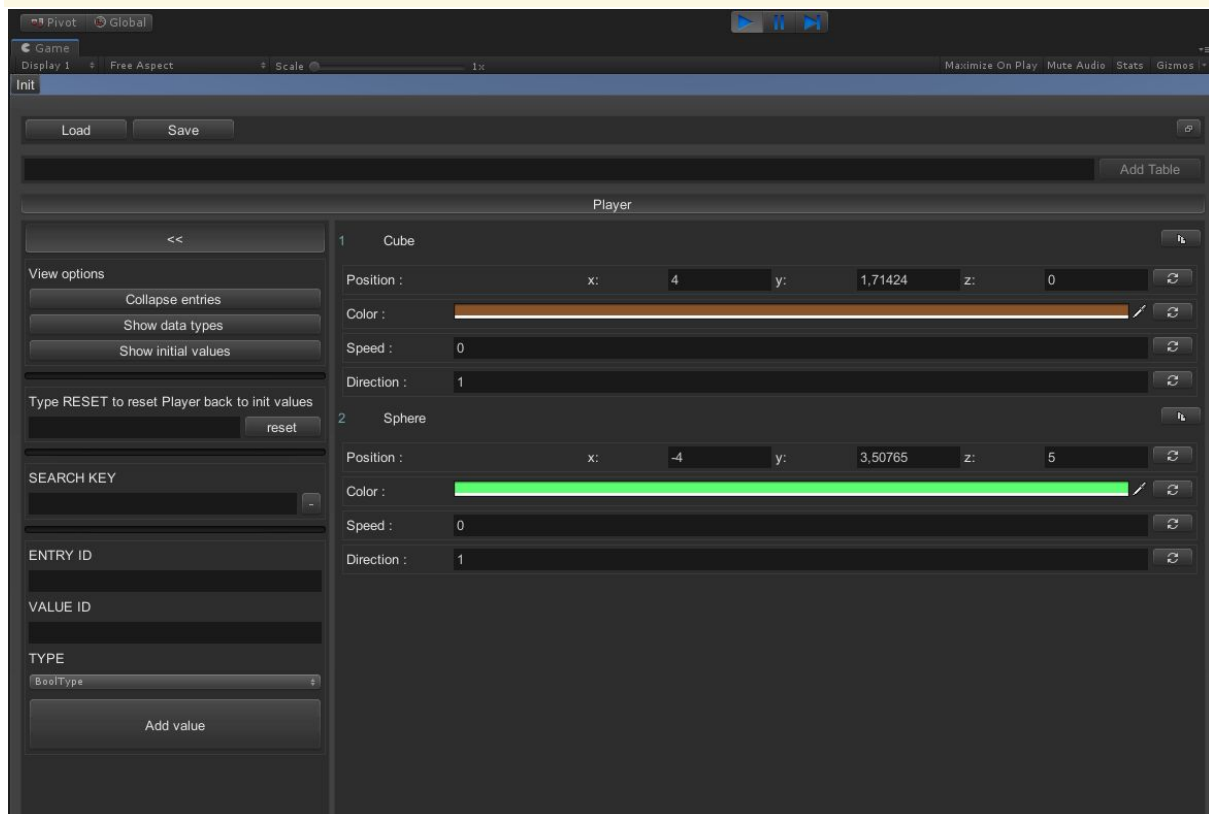 Pivot Global
Game
Display 1 Free Aspect Scale 1x Maximize On Play Mute Audio Stats Gizmos
Init
Load Save
Add Table
Player
<<
View options
Collapse entries
Show data types
Show initial values
Type RESET to reset Player back to init values
reset
SEARCH KEY
-
ENTRY ID
VALUE ID
TYPE
BoolType
Add value
1 Cube
Position : x: 4 y: 1,71424 z: 0
Color :
Speed : 0
Direction : 1
2 Sphere
Position : x: -4 y: 3,50765 z: 5
Color :
Speed : 0
Direction : 1